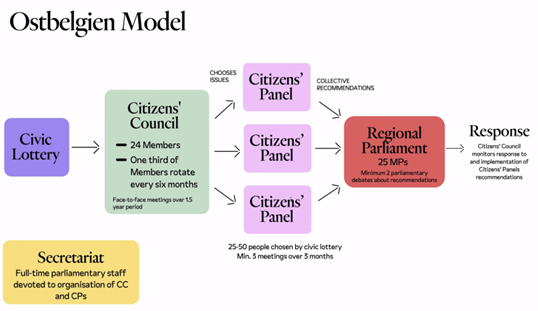 Ostbelgien Model
Civic
Lottery
Citizens'
Council
24 Members
One third of
Members rotate
every six months
Face-to-face meetings over 1.5
year period
CHOOSES
ISSUES
Citizens'
Panel
Citizens'
Panel
Citizens'
Panel
25-50 people chosen by civic lottery
Min. 3 meetings over 3 months
COLLECTIVE
RECOMMENDATIONS
Regional
Parliament
25 MPs
Minimum 2 parliamentary
debates about recommendations
Response
Citizens' Council
monitors response to
and implementation of
Citizens' Panels
recommendations
Secretariat
Full-time parliamentary staff
devoted to organisation of CC
and CPs